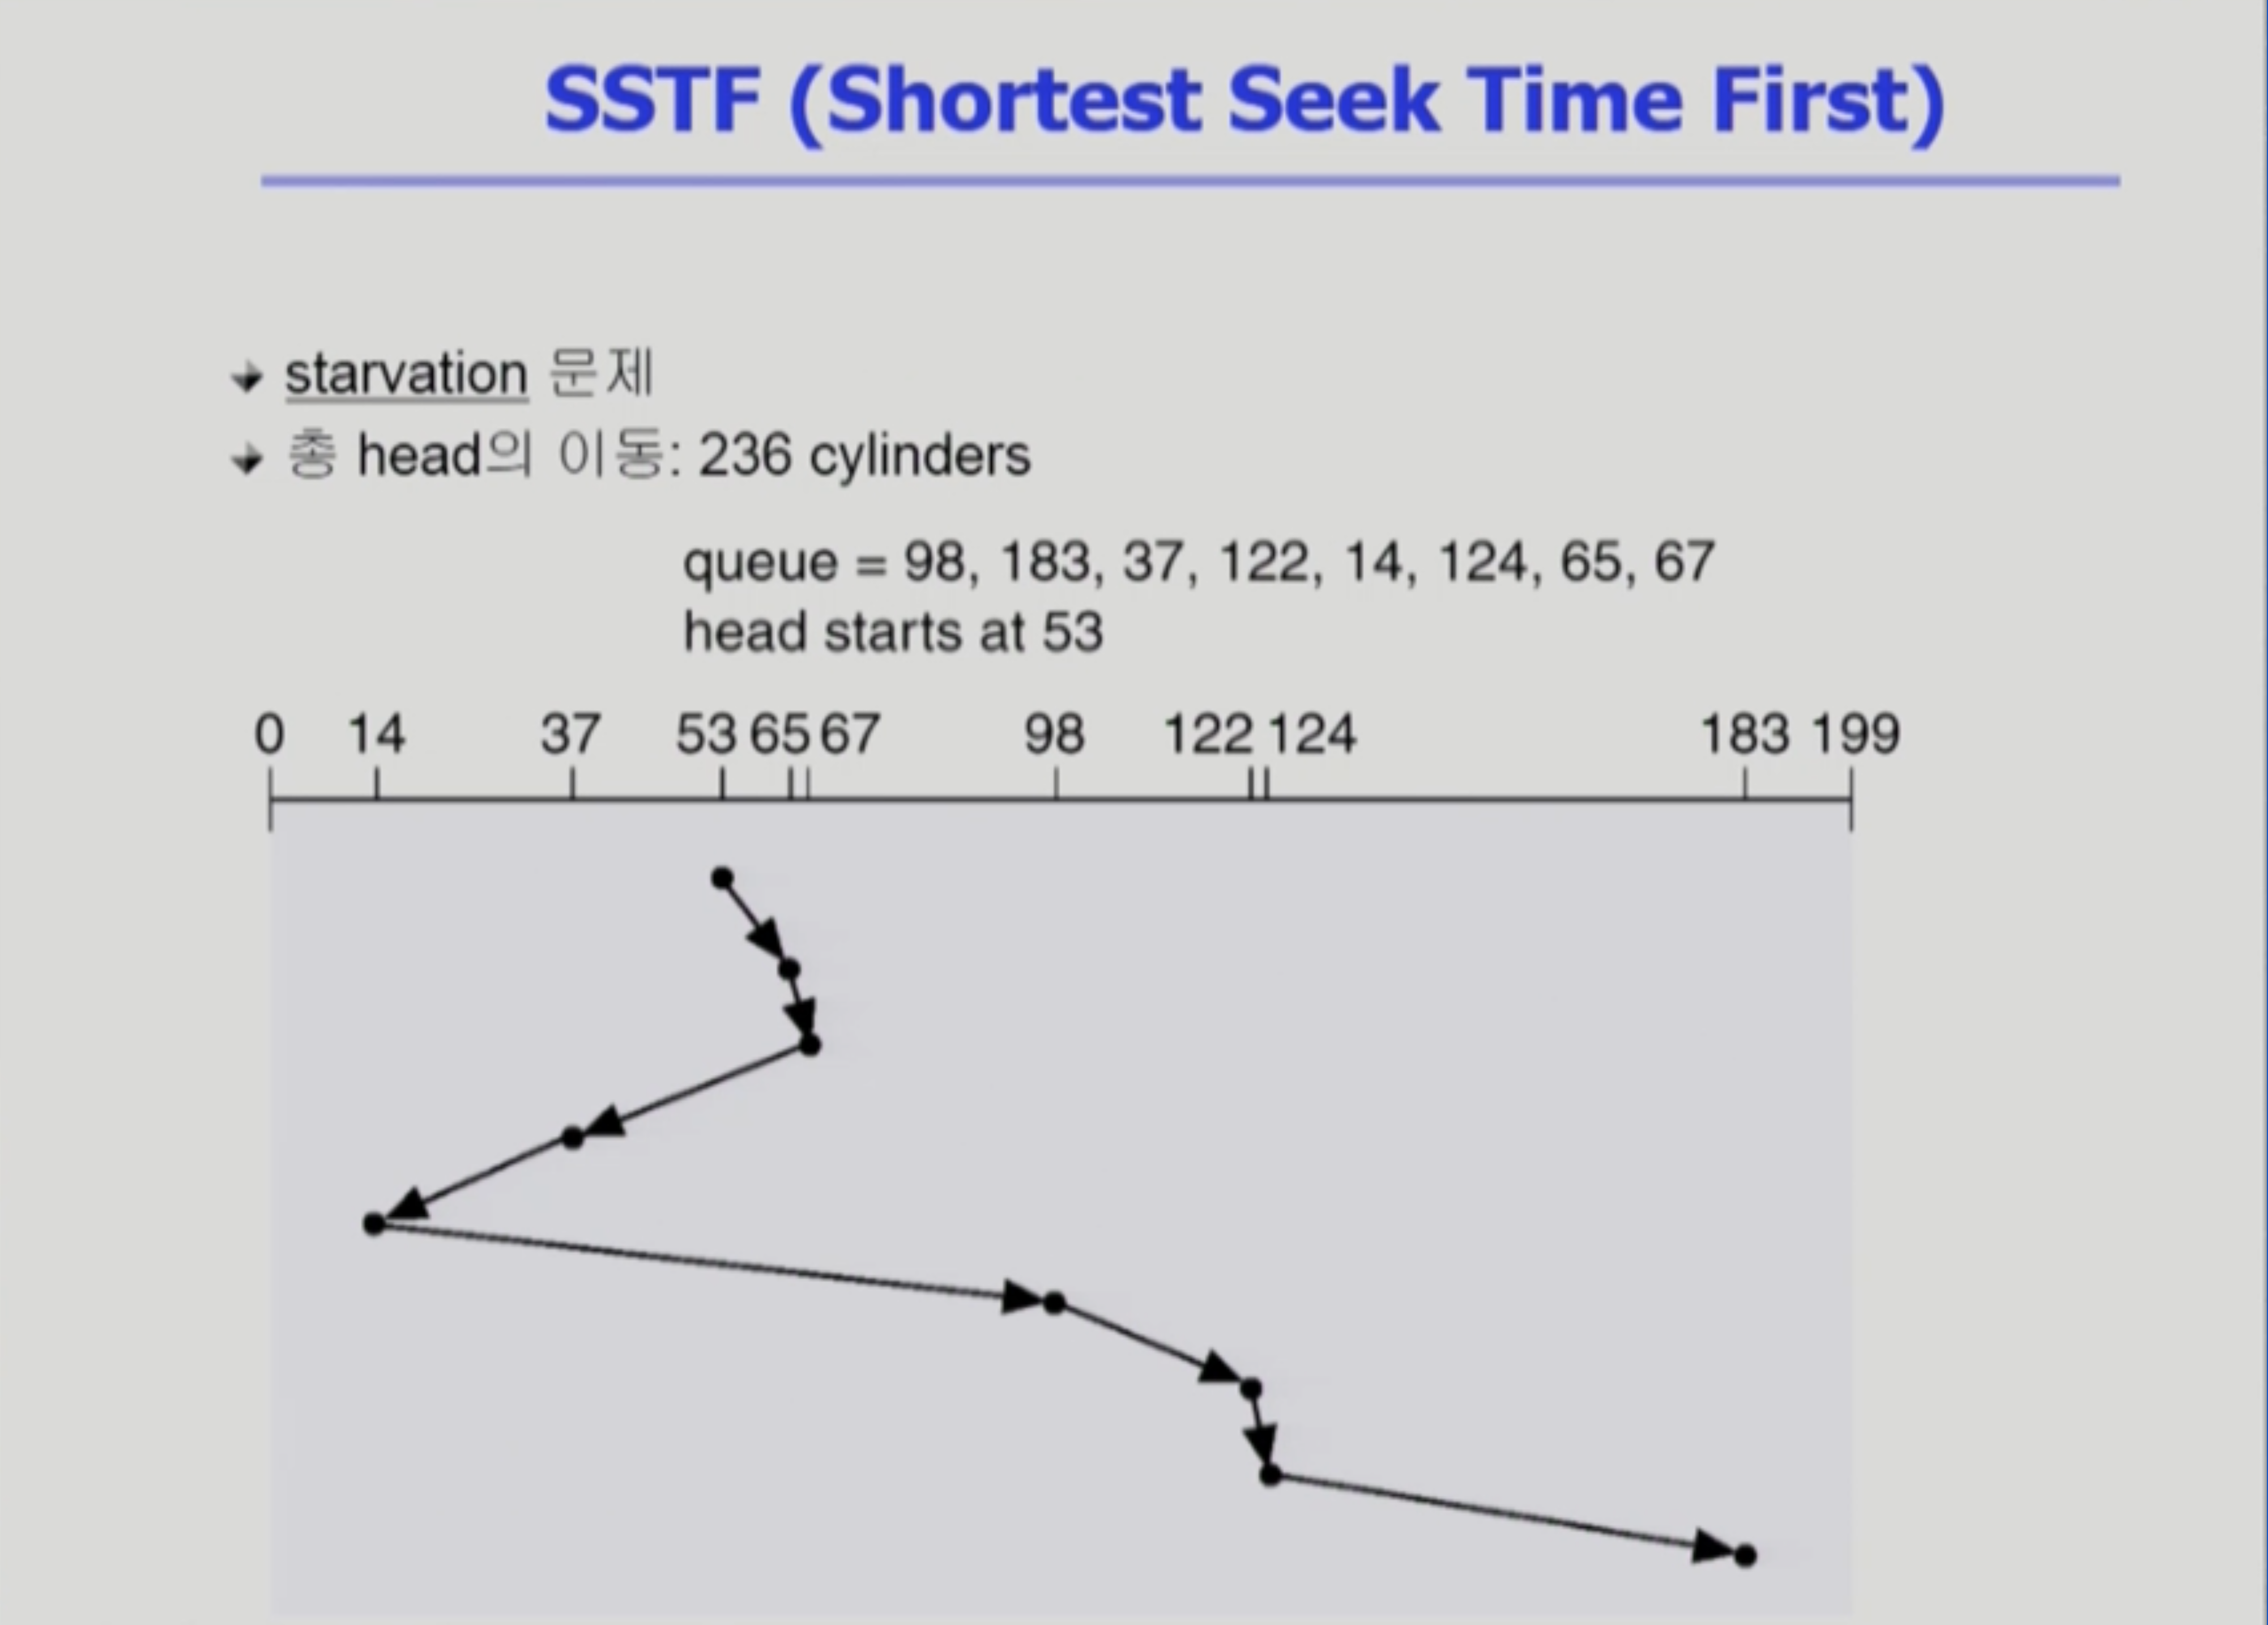 SSTF (Shortest Seek Time First)
starvation 문제
총 head의 이동: 236 cylinders
queue = 98, 183, 37, 122, 14, 124, 65, 67
head starts at 53
0 14 37 53 65 67 98 122 124 183 199